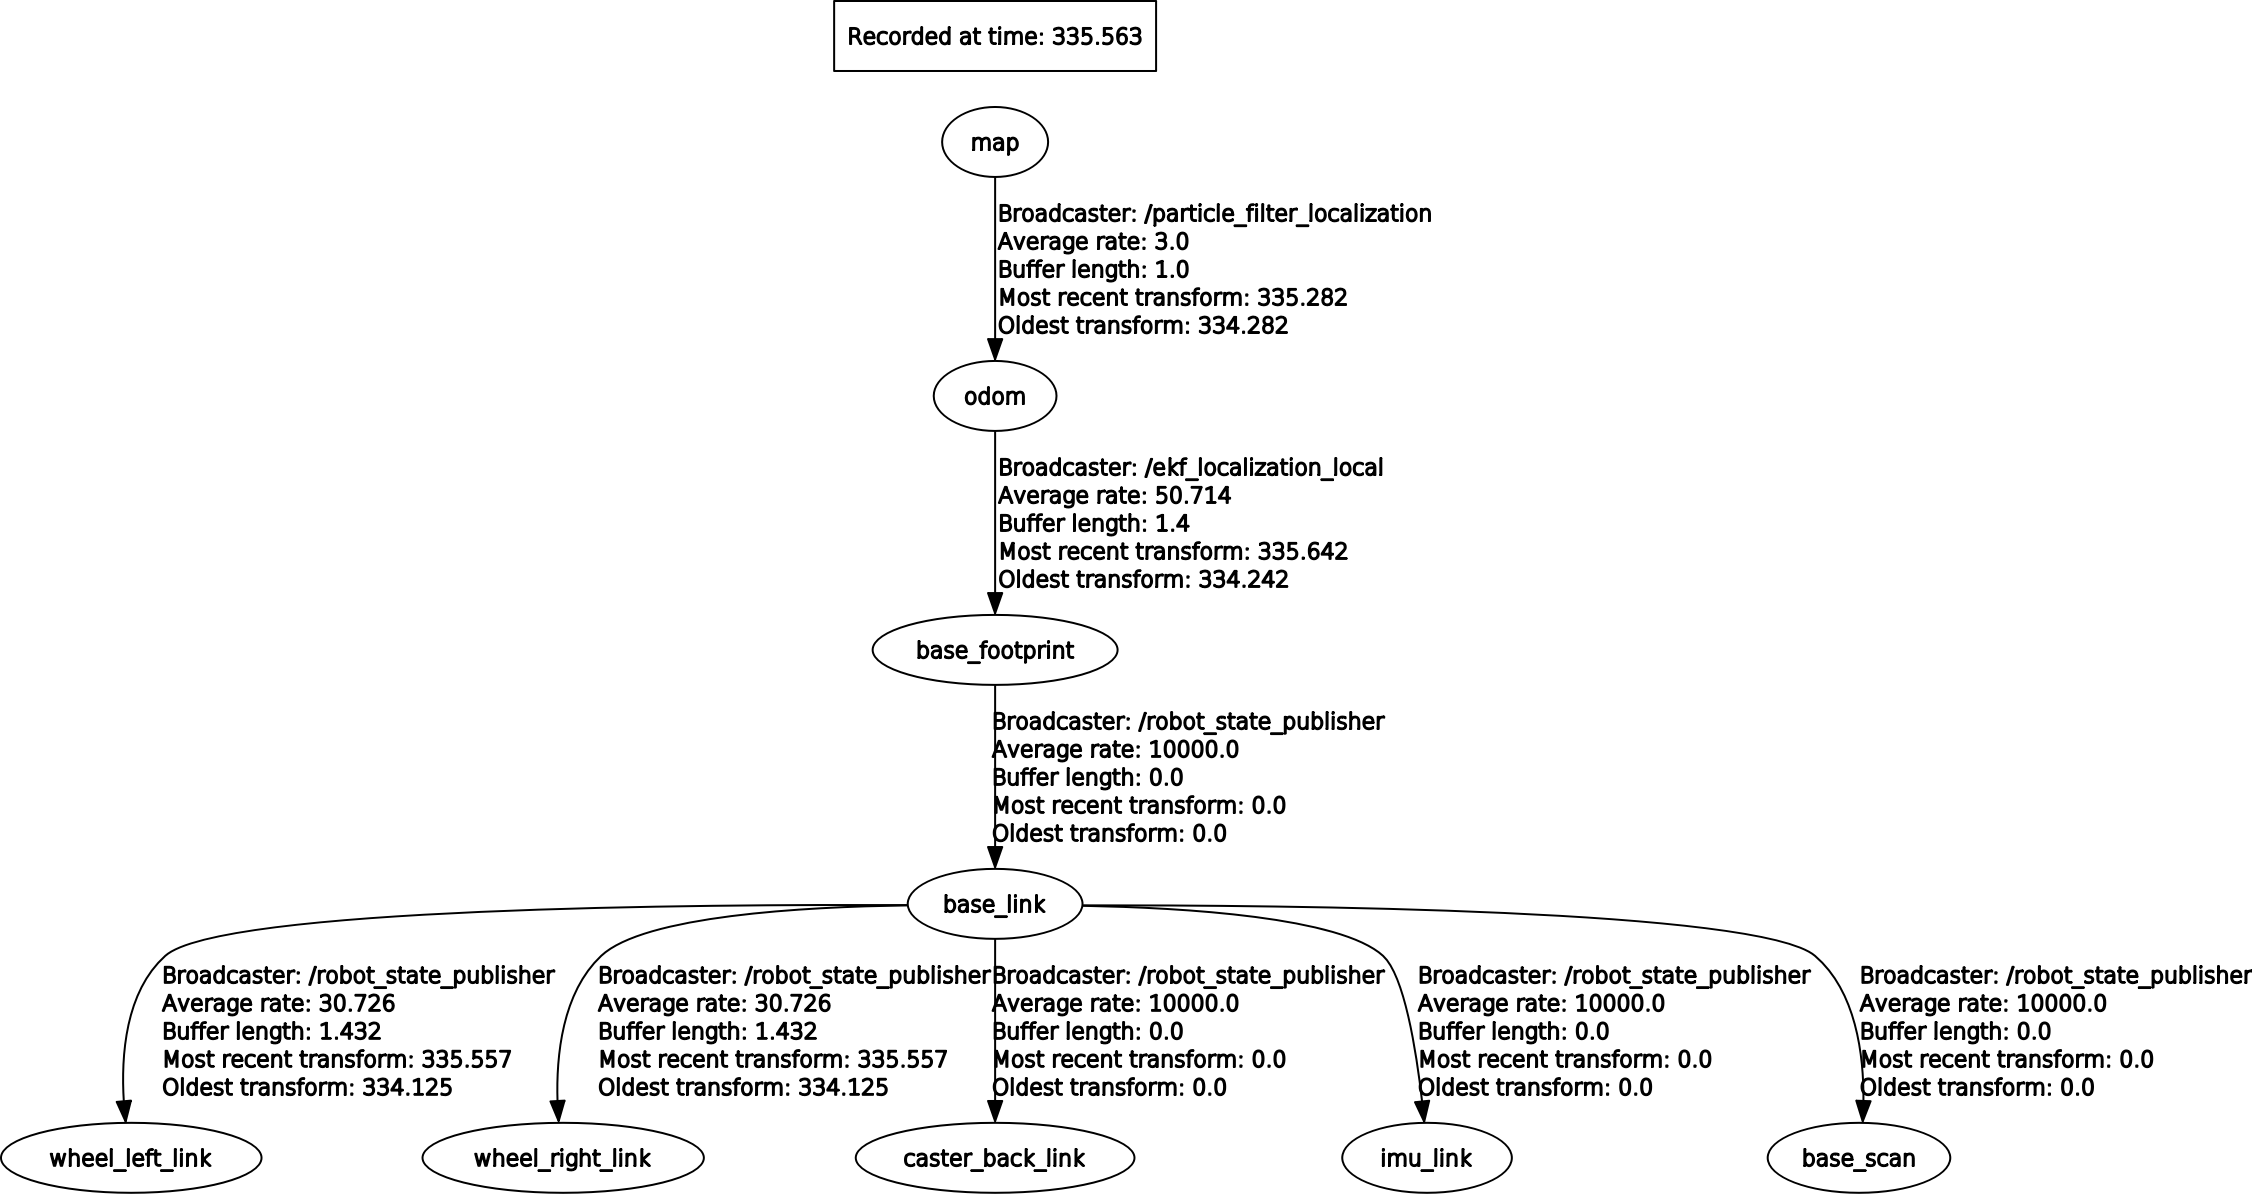 Recorded at time: 335.563
map
Broadcaster: /particle_filter_localization
Average rate: 3.0
Buffer length: 1.0
Most recent transform: 335.282
Oldest transform: 334.282
odom
Broadcaster: /ekf_localization_local
Average rate: 50.714
Buffer length: 1.4
Most recent transform: 335.642
Oldest transform: 334.242
base_footprint
Broadcaster: /robot_state_publisher
Average rate: 10000.0
Buffer length: 0.0
Most recent transform: 0.0
Oldest transform: 0.0
base_link
Broadcaster: /robot_state_publisher
Average rate: 30.726
Buffer length: 1.432
Most recent transform: 335.557
Oldest transform: 334.125
Broadcaster: /robot_state_publisher
Average rate: 30.726
Buffer length: 1.432
Most recent transform: 335.557
Oldest transform: 334.125
Broadcaster: /robot_state_publisher
Average rate: 10000.0
Buffer length: 0.0
Most recent transform: 0.0
Oldest transform: 0.0
Broadcaster: /robot_state_publisher
Average rate: 10000.0
Buffer length: 0.0
Most recent transform: 0.0
Oldest transform: 0.0
Broadcaster: /robot_state_publisher
Average rate: 10000.0
Buffer length: 0.0
Most recent transform: 0.0
Oldest transform: 0.0
wheel_left_link
wheel_right_link
caster_back_link
imu_link
base_scan